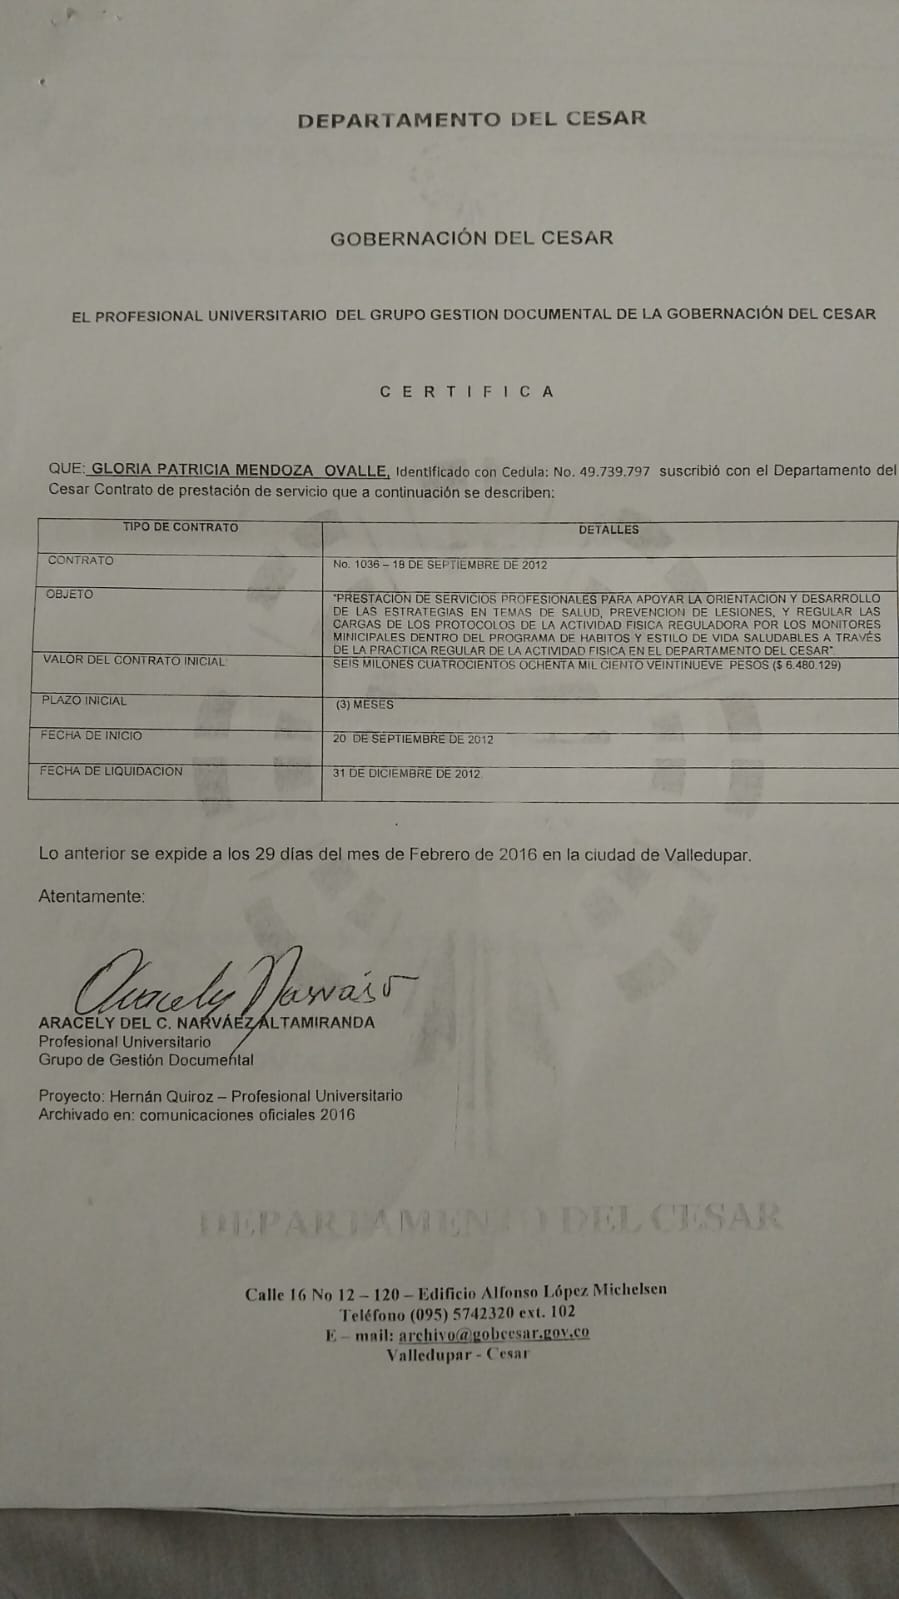 DEPARTAMENTO DEL CESAR
GOBERNACIÓN DEL CESAR
EL PROFESIONAL UNIVERSITARIO DEL GRUPO GESTION DOCUMENTAL DE LA GOBERNACIÓN DEL CESAR
C E R T I F I C A
QUE: GLORIA PATRICIA MENDOZA OVALLE, Identificado con Cedula: No. 49.739.797 suscribió con el Departamento del
Cesar Contrato de prestación de servicio que a continuación se describen:
TIPO DE CONTRATO DETALLES
CONTRATO No. 1036 – 18 DE SEPTIEMBRE DE 2012
OBJETO "PRESTACIÓN DE SERVICIOS PROFESIONALES PARA APOYAR LA ORIENTACION Y DESARROLLO
DE LAS ESTRATEGIAS EN TEMAS DE SALUD, PREVENCION DE LESIONES, Y REGULAR LAS
CARGAS DE LOS PROTOCOLOS DE LA ACTIVIDAD FISICA REGULADORA POR LOS MONITORES
MINICIPALES DENTRO DEL PROGRAMA DE HABITOS Y ESTILO DE VIDA SALUDABLES A TRAVÉS
DE LA PRACTICA REGULAR DE LA ACTIVIDAD FISICA EN EL DEPARTAMENTO DEL CESAR".
VALOR DEL CONTRATO INICIAL SEIS MILONES CUATROCIENTOS OCHENTA MIL CIENTO VEINTINUEVE PESOS ($ 6.480.129)
PLAZO INICIAL (3) MESES
FECHA DE INICIO 20 DE SEPTIEMBRE DE 2012
FECHA DE LIQUIDACIÓN 31 DE DICIEMBRE DE 2012
Lo anterior se expide a los 29 días del mes de Febrero de 2016 en la ciudad de Valledupar.
Atentamente:
Aracely Narváez
ARACELY DEL C. NARVÁEZ ALTAMIRANDA
Profesional Universitario
Grupo de Gestión Documental
Proyecto: Hernán Quiroz – Profesional Universitario
Archivado en: comunicaciones oficiales 2016
DEPARTAMENTO DEL CESAR
Calle 16 No 12 – 120 – Edificio Alfonso López Michelsen
Teléfono (095) 5742320 ext. 102
E – mail: archivo@gobcesar.gov.co
Valledupar - Cesar